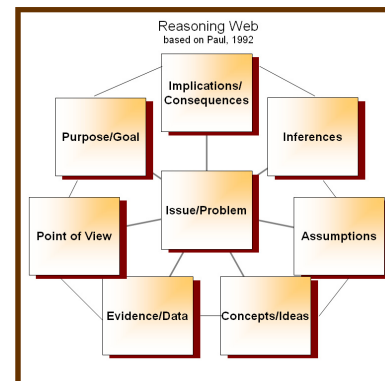 Reasoning Web
based on Paul, 1992
Implications/
Consequences
Purpose/Goal
Inferences
Issue/Problem
Point of View
Assumptions
Evidence/Data
Concepts/Ideas